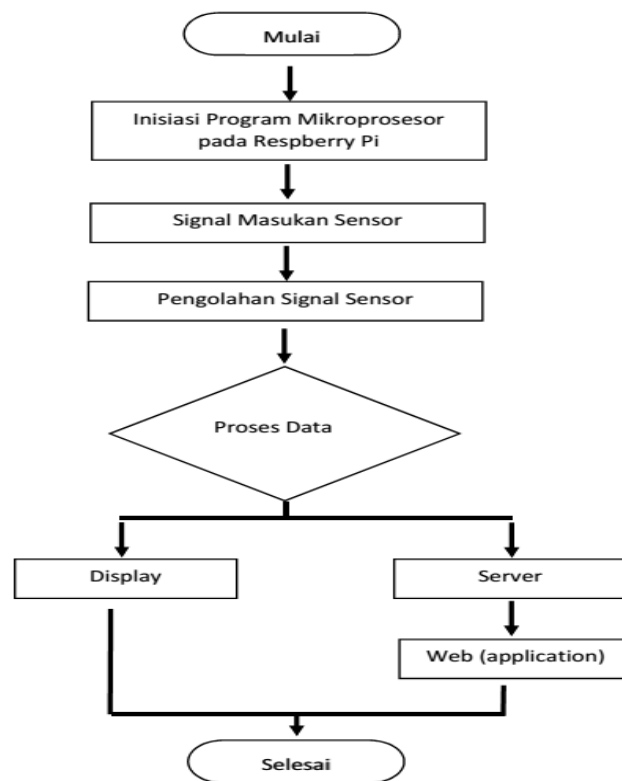 Mulai
Inisiasi Program Mikroprosesor
pada Respberry Pi
Signal Masukan Sensor
Pengolahan Signal Sensor
Proses Data
Display
Server
Web (application)
Selesai